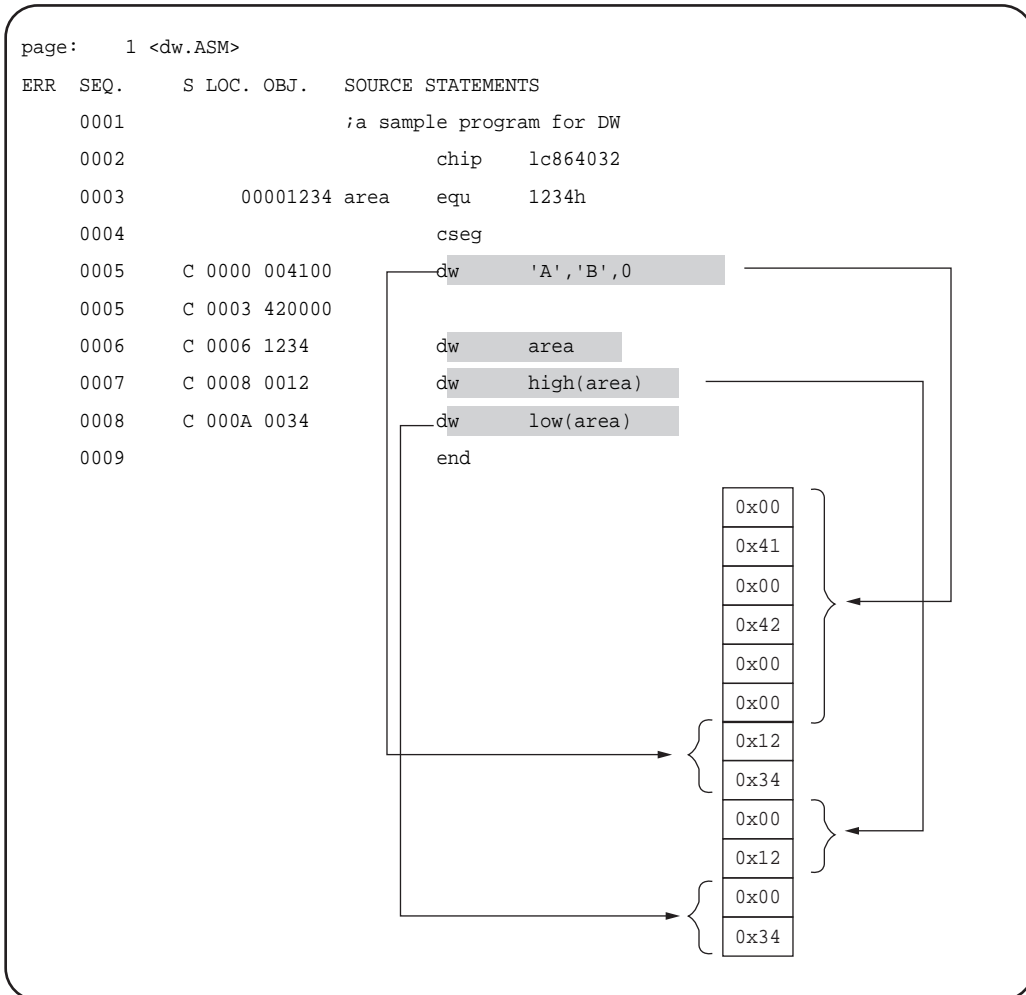 page:    1 <dw.ASM>
ERR  SEQ.     S LOC. OBJ.   SOURCE STATEMENTS
0001                   ;a sample program for DW
0002                           chip    lc864032
0003          00001234 area    equ     1234h
0004                           cseg
0005     C 0000 004100         dw      'A','B',0
0005     C 0003 420000
0006     C 0006 1234           dw      area
0007     C 0008 0012           dw      high(area)
0008     C 000A 0034           dw      low(area)
0009                           end
0x00
0x41
0x00
0x42
0x00
0x00
0x12
0x34
0x00
0x12
0x00
0x34